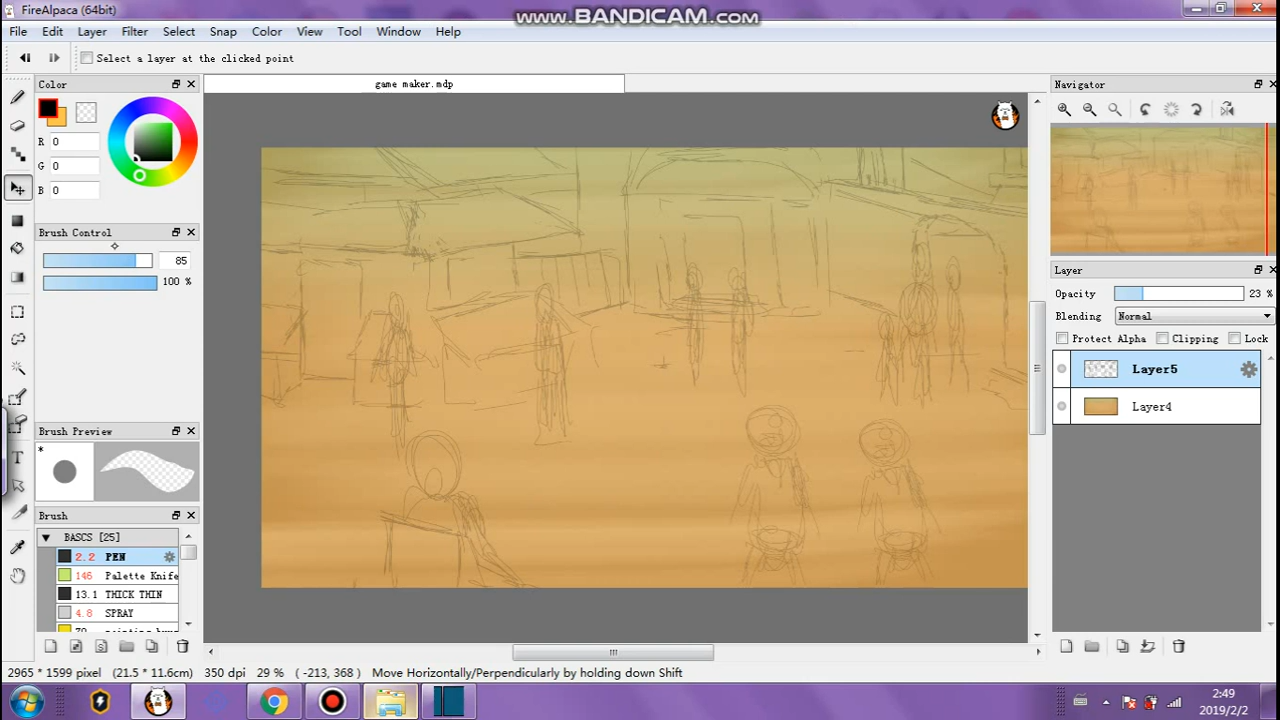 FireAlpaca (64bit)
www.BANDICAM.com
File Edit Layer Filter Select Snap Color View Tool Window Help
Select a layer at the clicked point
Color
game maker.mdp
Navigator
R 0
G 0
B 0
Brush Control
85
100 %
Layer
Opacity 23 %
Blending Normal
Protect Alpha Clipping Lock
Layer5
Layer4
Brush Preview
*
T
Brush
BASCS [25]
2.2 PEN
146 Palette Knife
13.1 THICK THIN
4.8 SPRAY
2965 * 1599 pixel (21.5 * 11.6cm) 350 dpi 29 % ( -213, 368 ) Move Horizontally/Perpendicularly by holding down Shift
2:49
2019/2/2